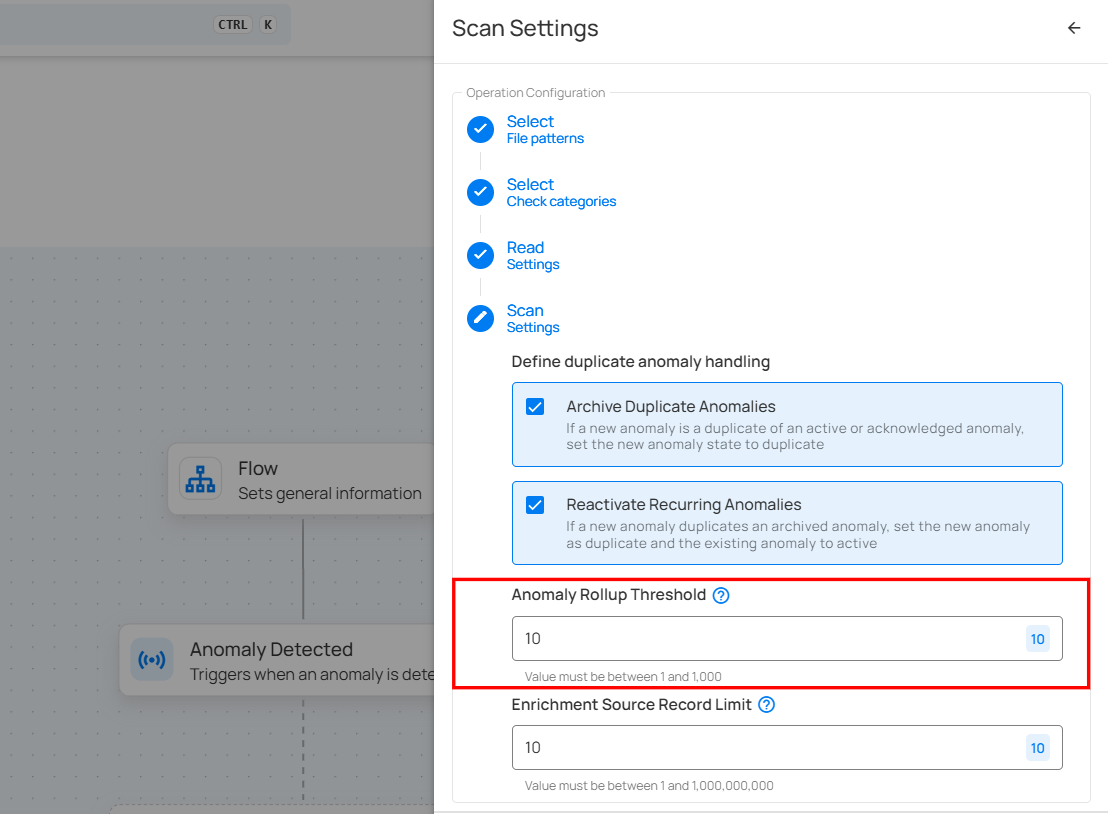 CTRL K
Scan Settings
Operation Configuration
Select
File patterns
Select
Check categories
Read
Settings
Scan
Settings
Define duplicate anomaly handling
Archive Duplicate Anomalies
If a new anomaly is a duplicate of an active or acknowledged anomaly,
set the new anomaly state to duplicate
Reactivate Recurring Anomalies
If a new anomaly duplicates an archived anomaly, set the new anomaly
as duplicate and the existing anomaly to active
Anomaly Rollup Threshold ?
10 10
Value must be between 1 and 1,000
Enrichment Source Record Limit ?
10 10
Value must be between 1 and 1,000,000,000
Flow
Sets general information
Anomaly Detected
Triggers when an anomaly is dete